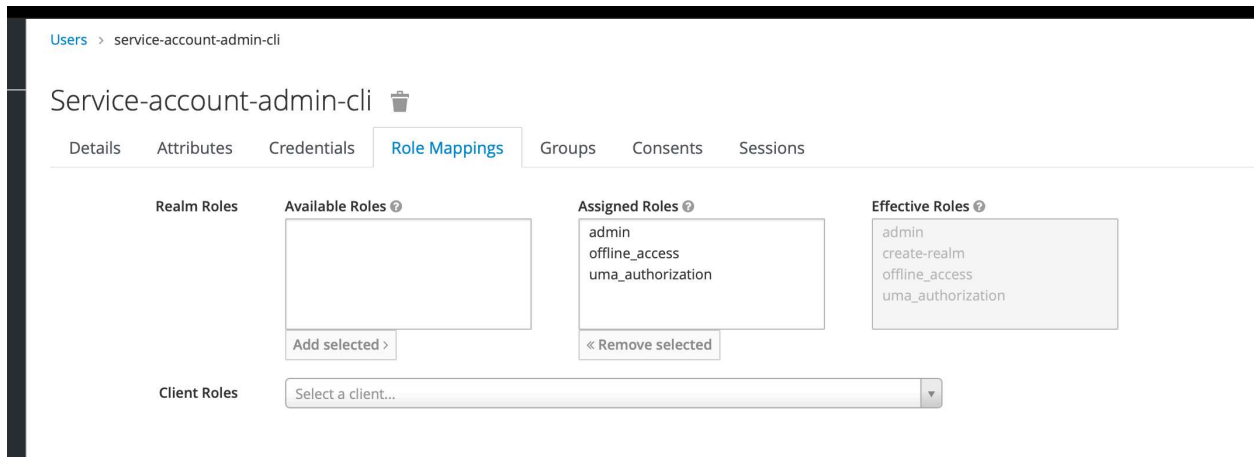 Users > service-account-admin-cli
Service-account-admin-cli
Details Attributes Credentials Role Mappings Groups Consents Sessions
Realm Roles
Available Roles
Add selected >
Assigned Roles
admin
offline_access
uma_authorization
« Remove selected
Effective Roles
admin
create-realm
offline_access
uma_authorization
Client Roles
Select a client...